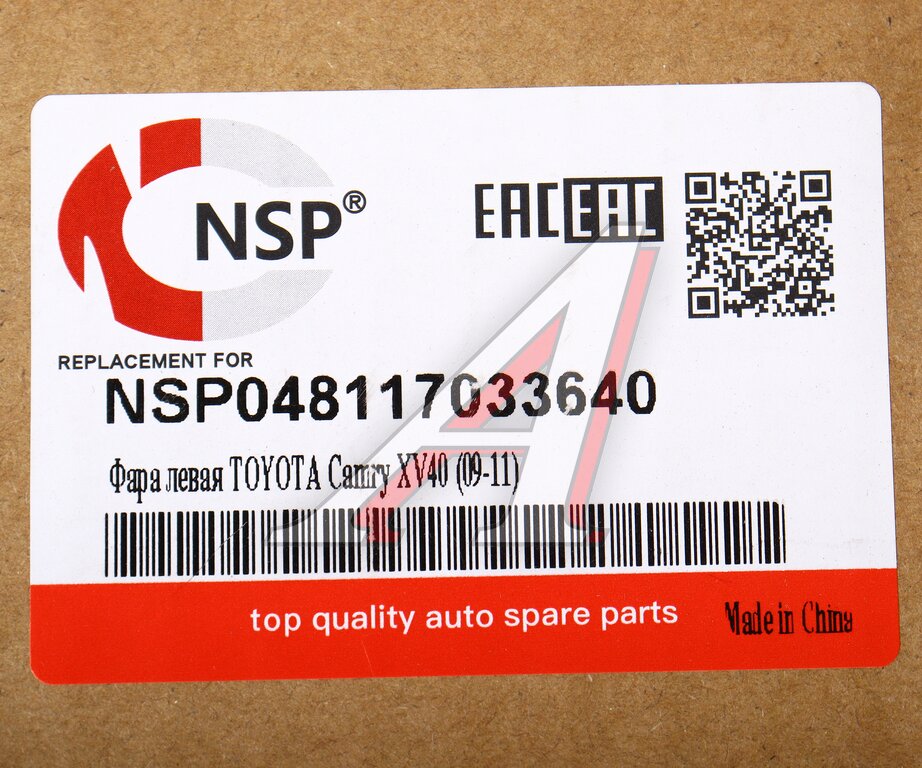 NSP®
EAC EAC
REPLACEMENT FOR
NSP048117033640
Фара левая TOYOTA Camry XV40 (09-11)
top quality auto spare parts
Made in China